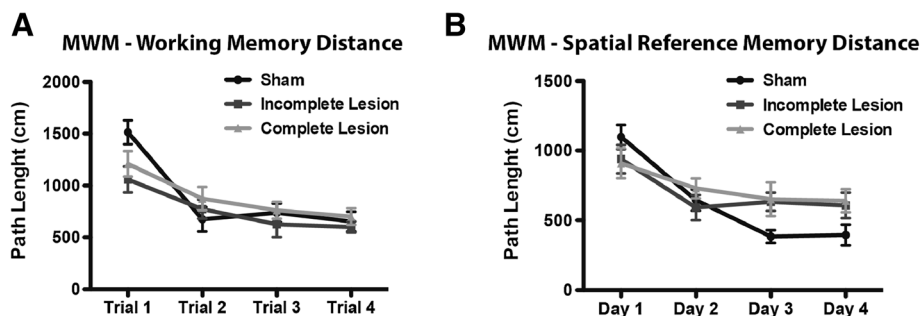 A
MWM - Working Memory Distance
Path Lenght (cm)
2000
1500
1000
500
0
Sham
Incomplete Lesion
Complete Lesion
Trial 1 Trial 2 Trial 3 Trial 4
B
MWM - Spatial Reference Memory Distance
Path Lenght (cm)
1500
1000
500
0
Sham
Incomplete Lesion
Complete Lesion
Day 1 Day 2 Day 3 Day 4